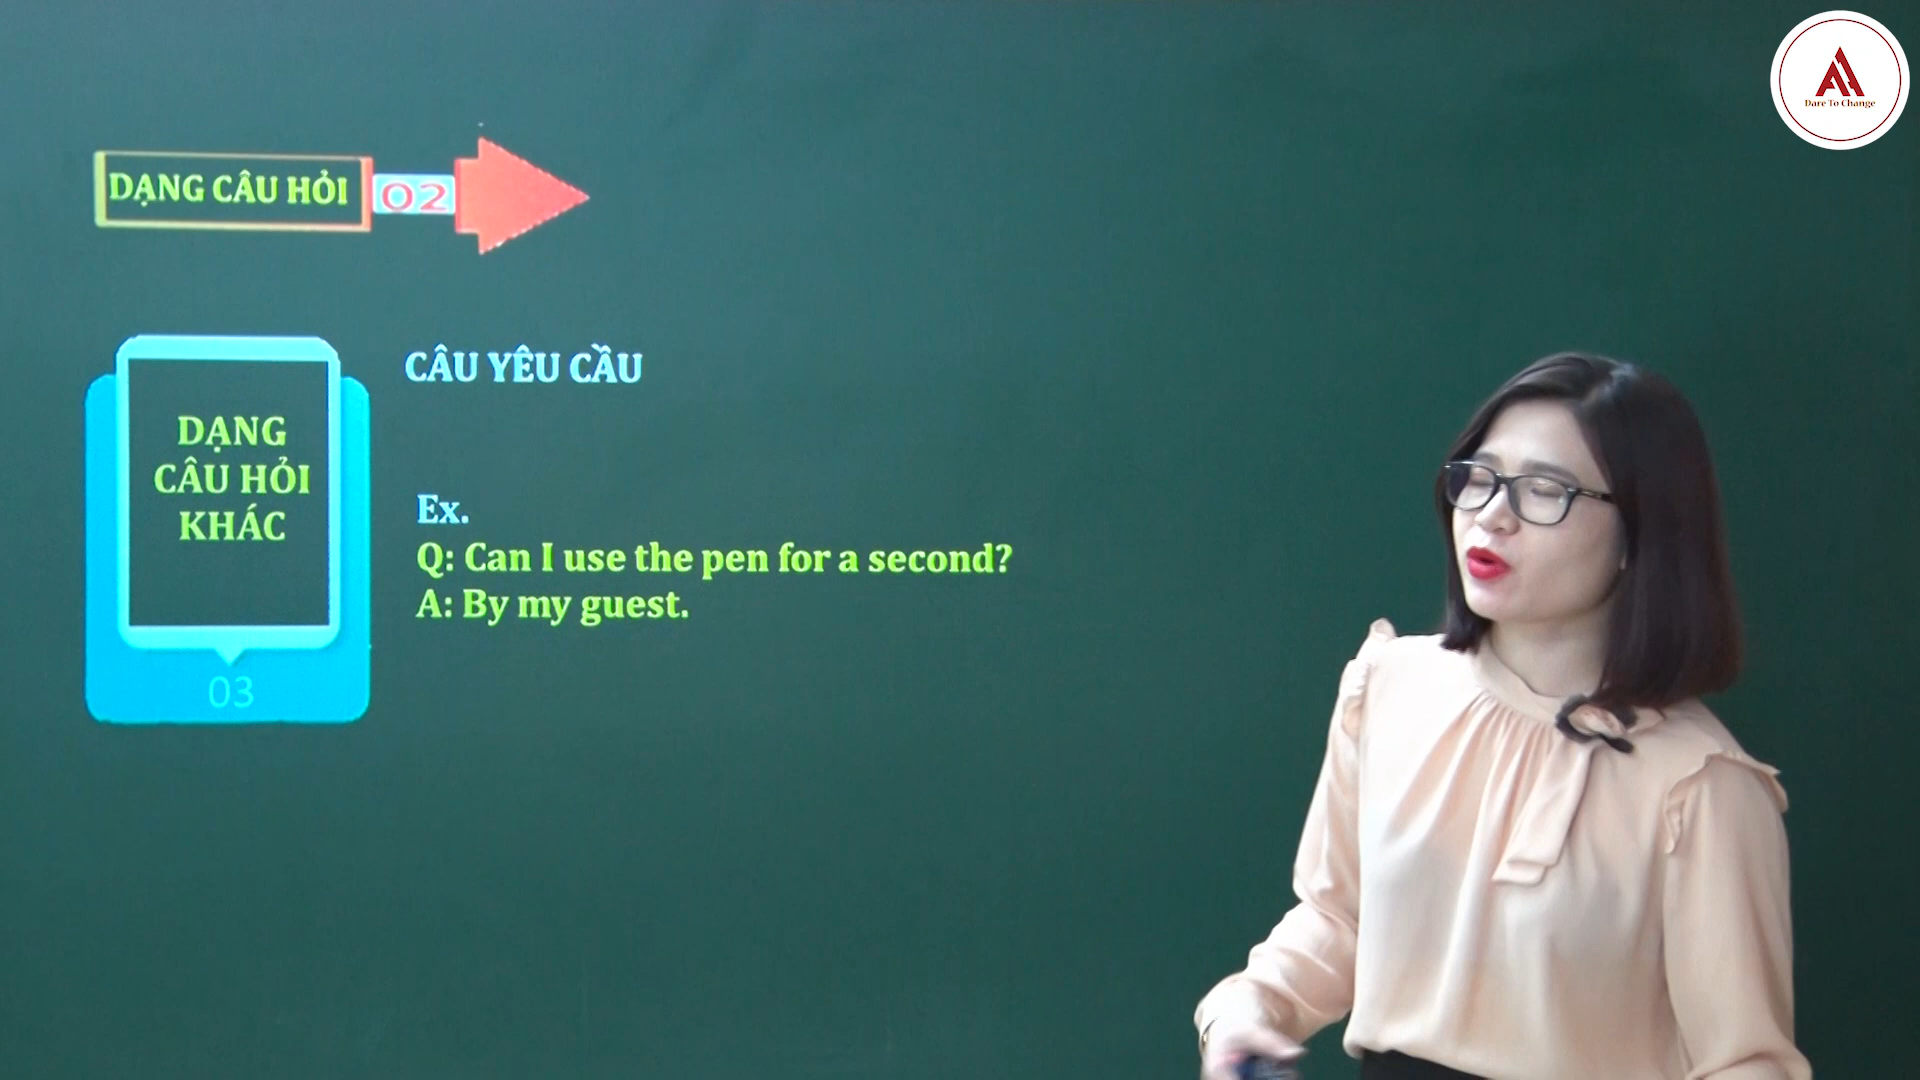 Dare To Change
DẠNG CÂU HỎI 02
CÂU YÊU CẦU
DẠNG
CÂU HỎI
KHÁC
03
Ex.
Q: Can I use the pen for a second?
A: By my guest.